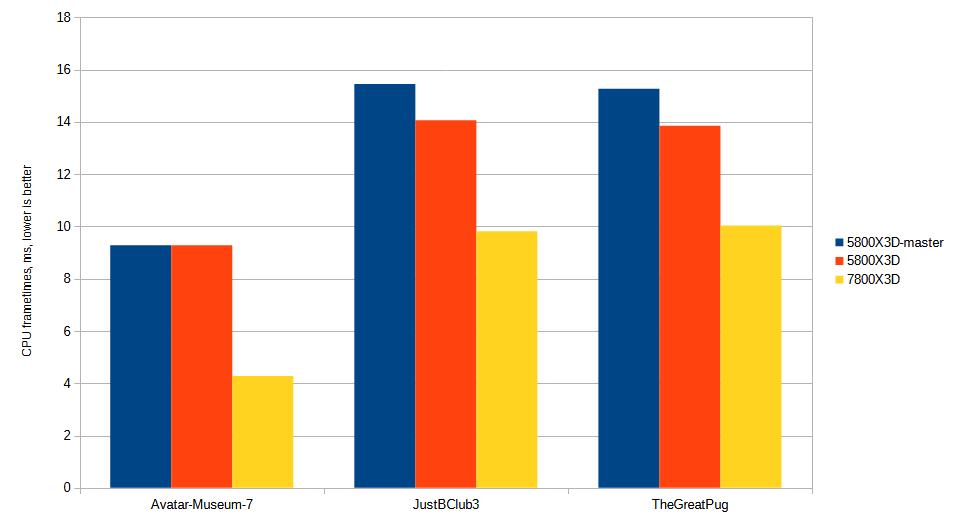 18
16
14
12
10
8
6
4
2
0
CPU frametimes, ms, lower is better
Avatar-Museum-7
JustBClub3
TheGreatPug
5800X3D-master
5800X3D
7800X3D